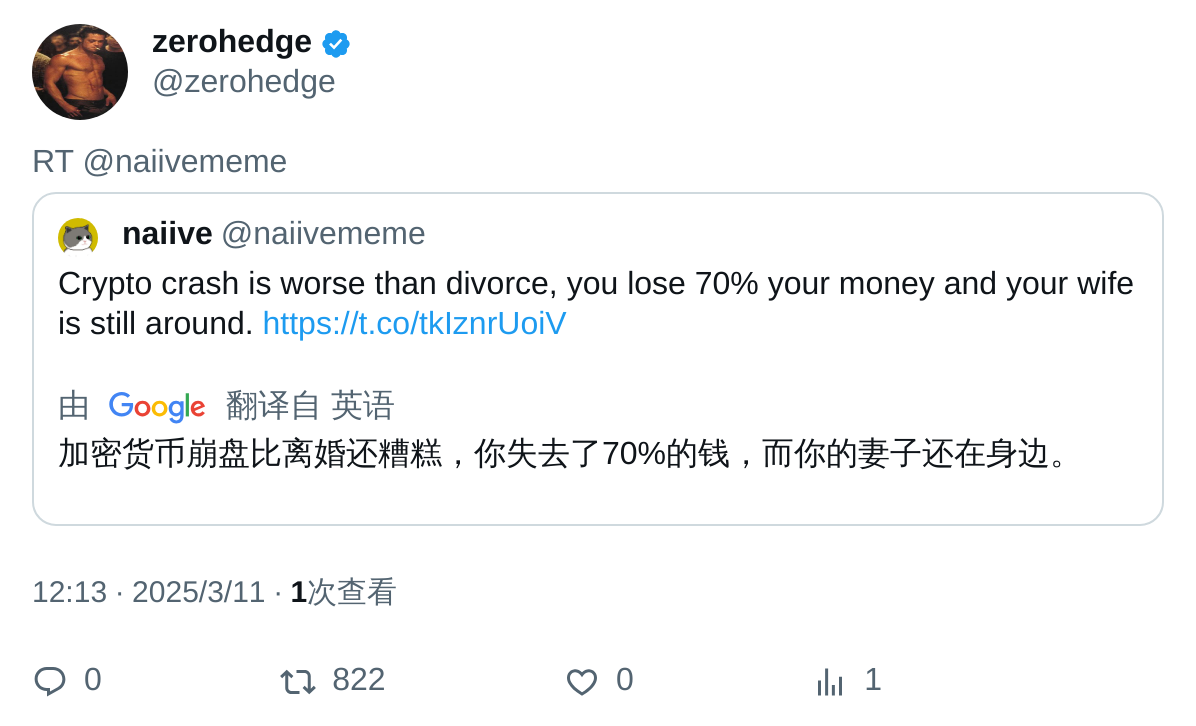 zerohedge
@zerohedge
RT @naiivememe
naiive @naiivememe
Crypto crash is worse than divorce, you lose 70% your money and your wife
is still around. https://t.co/tkIznrUoiV
由 Google 翻译自 英语
加密货币崩盘比离婚还糟糕，你失去了70%的钱，而你的妻子还在身边。
12:13 · 2025/3/11 · 1次查看
0 822 0 1